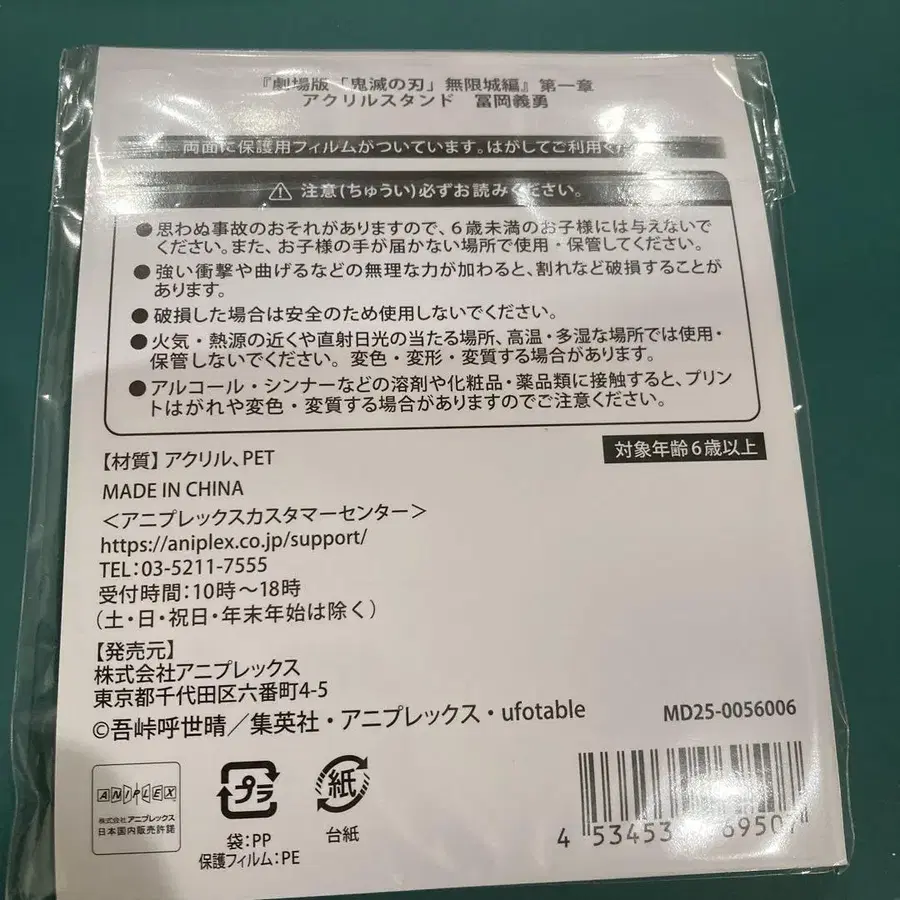 『劇場版「鬼滅の刃」無限城編』第一章
アクリルスタンド 冨岡義勇
両面に保護用フィルムがついています。はがしてご利用く
⚠ 注意(ちゅうい)必ずお読みください。
●思わぬ事故のおそれがありますので、6歳未満のお子様には与えないで
ください。また、お子様の手が届かない場所で使用・保管してください。
●強い衝撃や曲げるなどの無理な力が加わると、割れなど破損することが
あります。
●破損した場合は安全のため使用しないでください。
●火気・熱源の近くや直射日光の当たる場所、高温・多湿な場所では使用・
保管しないでください。変色・変形・変質する場合があります。
●アルコール・シンナーなどの溶剤や化粧品・薬品類に接触すると、プリン
トはがれや変色・変質する場合がありますのでご注意ください。
対象年齢6歳以上
【材質】アクリル、PET
MADE IN CHINA
＜アニプレックスカスタマーセンター＞
https://aniplex.co.jp/support/
TEL:03-5211-7555
受付時間:10時～18時
(土・日・祝日・年末年始は除く)
【発売元】
株式会社アニプレックス
東京都千代田区六番町4-5
©吾峠呼世晴／集英社・アニプレックス・ufotable
MD25-0056006
ANIPLEX
株式会社アニプレックス
日本国内販売許諾
プラ
袋:PP
保護フィルム:PE
紙
台紙
4 53453